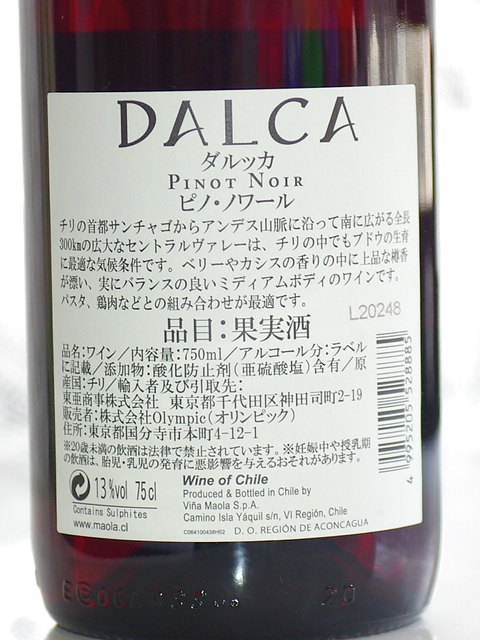 DALCA
ダルッカ
PINOT NOIR
ピノ・ノワール
チリの首都サンチャゴからアンデス山脈に沿って南に広がる全長
300kmの広大なセントラルヴァレーは、チリの中でもブドウの生育
に最適な気候条件です。ベリーやカシスの香りの中に上品な樽香
が漂い、実にバランスの良いミディアムボディのワインです。
パスタ、鶏肉などとの組み合わせが最適です。
L20248
品目:果実酒
品名:ワイン/内容量:750ml/アルコール分:ラベル
に記載/添加物:酸化防止剤(亜硫酸塩)含有/原
産国:チリ/輸入者及び引取先:
東亜商事株式会社 東京都千代田区神田司町2-19
販売者:株式会社Olympic(オリンピック)
住所:東京都国分寺市本町4-12-1
※20歳未満の飲酒は法律で禁止されています。※妊娠中や授乳期
の飲酒は、胎児・乳児の発育に悪影響を与えるおそれがあります。
4 995205 528885
13%vol 75cl
Contains Sulphites
www.maola.cl
Wine of Chile
Produced & Bottled in Chile by
Viña Maola S.p.A.
Camino Isla Yáquil s/n, VI Región, Chile
C064100438H52 D. O. REGIÓN DE ACONCAGUA